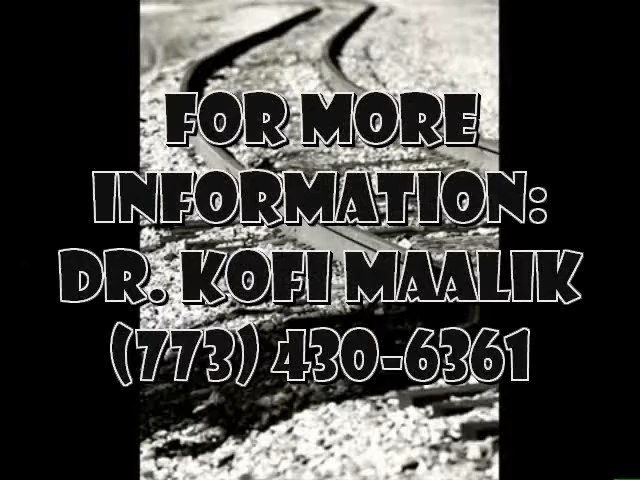 FOR MORE
INFORMATION:
DR. KOFI MAALIK
(773) 430-6361